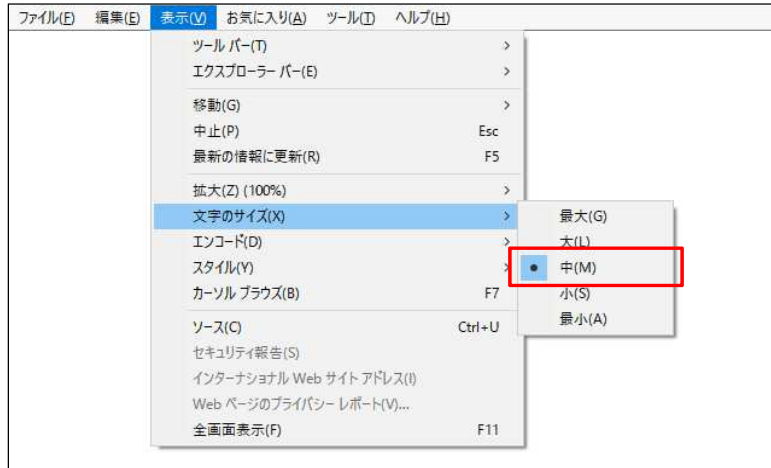 ファイル(F) 編集(E) 表示(V) お気に入り(A) ツール(T) ヘルプ(H)
ツール バー(T)
エクスプローラー バー(E)
移動(G)
中止(P) Esc
最新の情報に更新(R) F5
拡大(Z) (100%)
文字のサイズ(X)
エンコード(D)
スタイル(Y)
カーソル ブラウズ(B) F7
ソース(C) Ctrl+U
セキュリティ報告(S)
インターナショナル Web サイト アドレス(I)
Web ページのプライバシー レポート(V)...
全画面表示(F) F11
最大(G)
大(L)
中(M)
小(S)
最小(A)